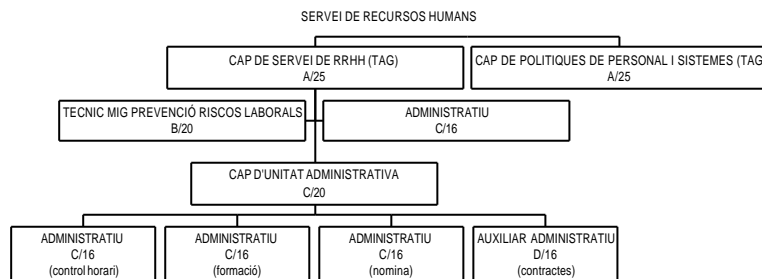 SERVEI DE RECURSOS HUMANS
CAP DE SERVEI DE RRHH (TAG)
A/25
CAP DE POLITIQUES DE PERSONAL I SISTEMES (TAG
A/25
TECNIC MIG PREVENCIÓ RISCOS LABORALS
B/20
ADMINISTRATIU
C/16
CAP D'UNITAT ADMINISTRATIVA
C/20
ADMINISTRATIU
C/16
(control horari)
ADMINISTRATIU
C/16
(formació)
ADMINISTRATIU
C/16
(nomina)
AUXILIAR ADMINISTRATIU
D/16
(contractes)